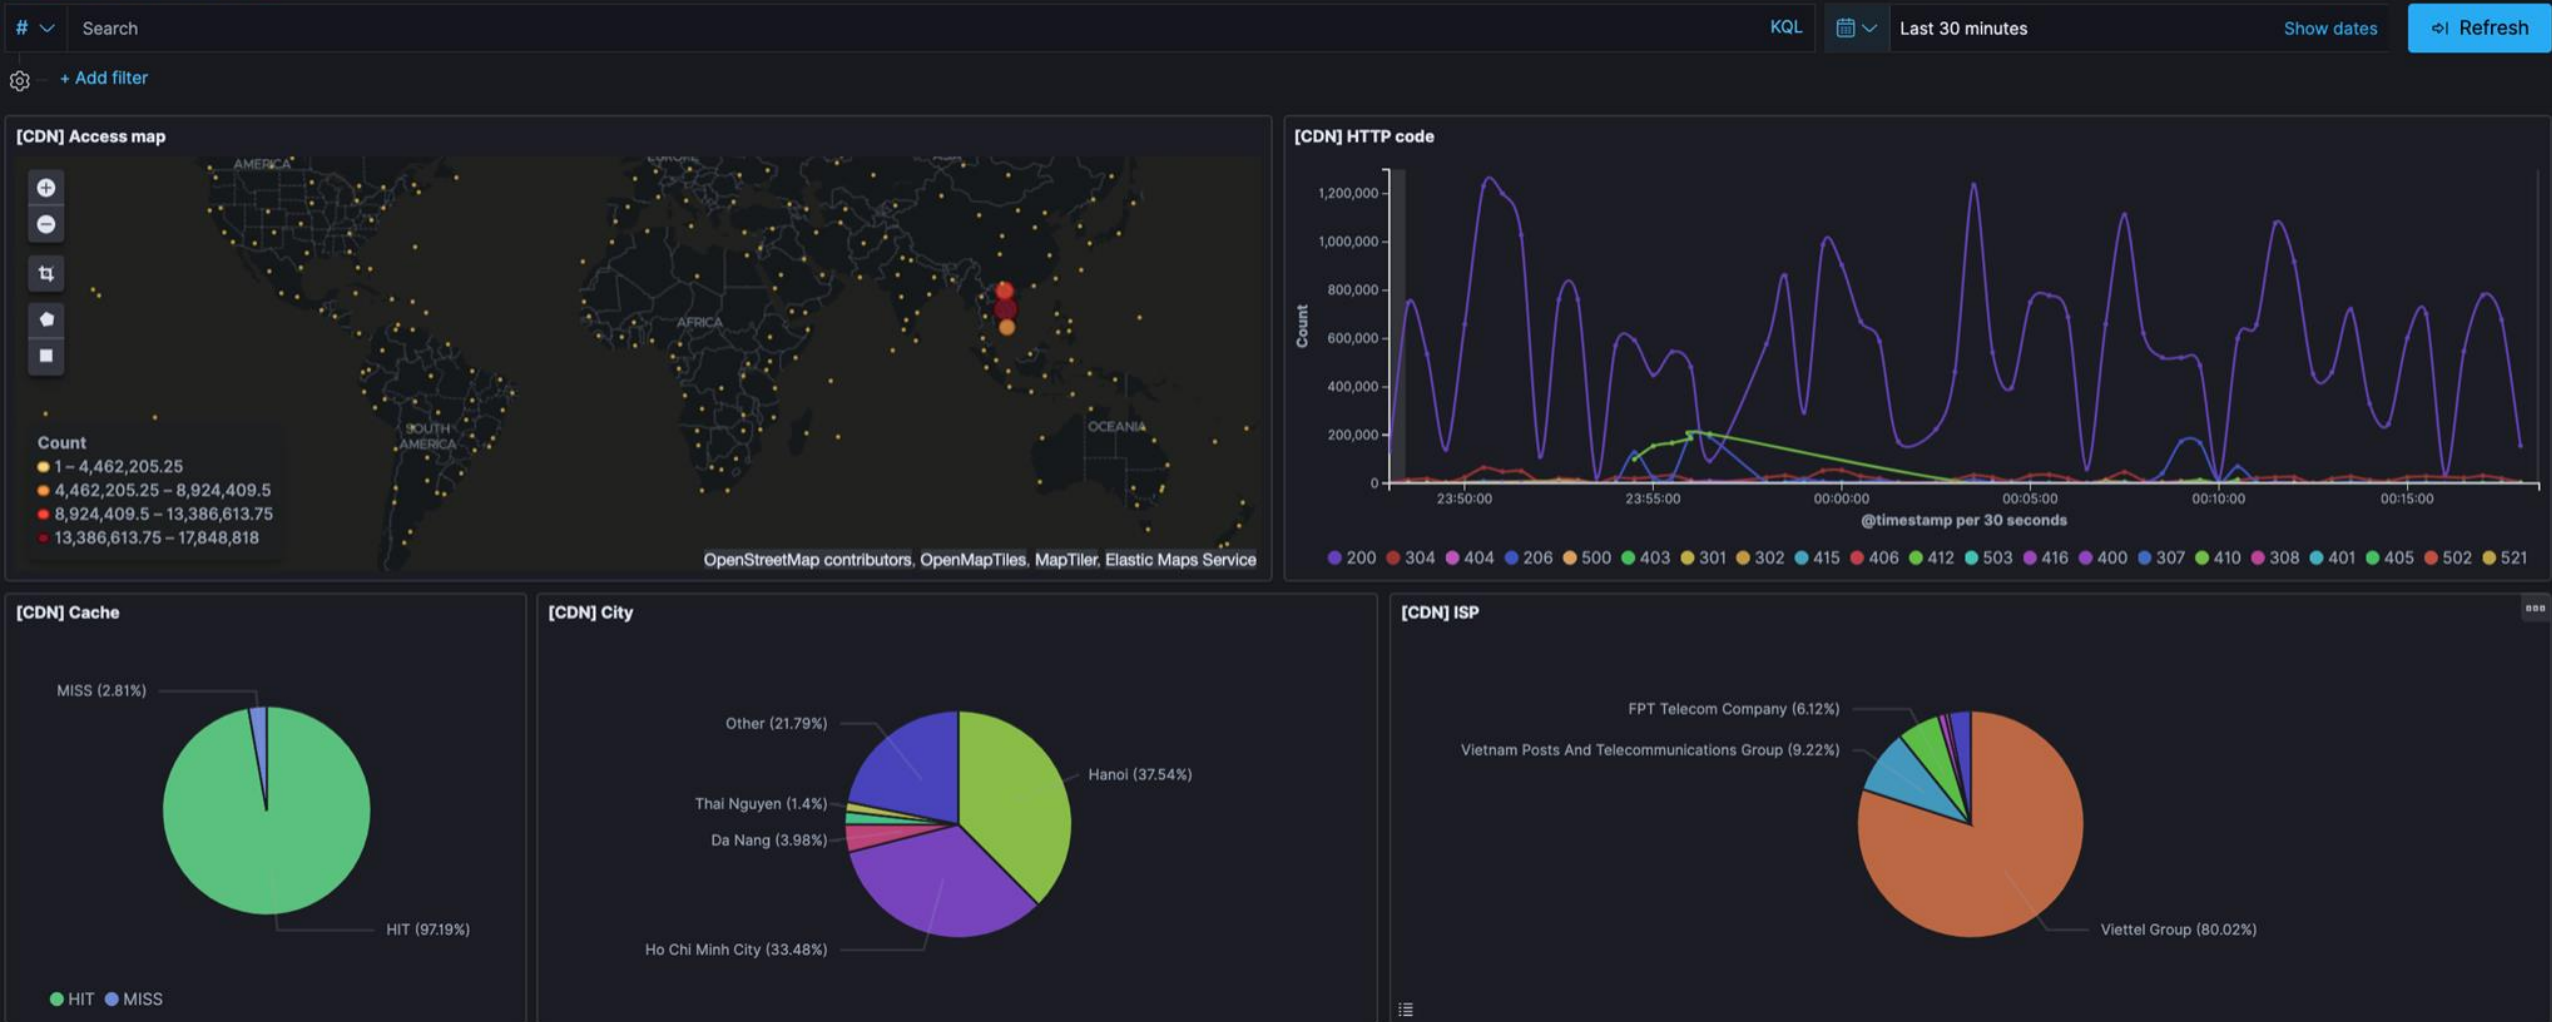 # Search KQL Last 30 minutes Show dates Refresh
+ Add filter
[CDN] Access map
AMERICA
AFRICA
SOUTH
AMERICA
OCEANIA
Count
1 – 4,462,205.25
4,462,205.25 – 8,924,409.5
8,924,409.5 – 13,386,613.75
13,386,613.75 – 17,848,818
OpenStreetMap contributors, OpenMapTiles, MapTiler, Elastic Maps Service
[CDN] HTTP code
Count
1,200,000
1,000,000
800,000
600,000
400,000
200,000
0
23:50:00 23:55:00 00:00:00 00:05:00 00:10:00 00:15:00
@timestamp per 30 seconds
200 304 404 206 500 403 301 302 415 406 412 503 416 400 307 410 308 401 405 502 521
[CDN] Cache
MISS (2.81%)
HIT (97.19%)
HIT MISS
[CDN] City
Other (21.79%)
Hanoi (37.54%)
Thai Nguyen (1.4%)
Da Nang (3.98%)
Ho Chi Minh City (33.48%)
[CDN] ISP
FPT Telecom Company (6.12%)
Vietnam Posts And Telecommunications Group (9.22%)
Viettel Group (80.02%)